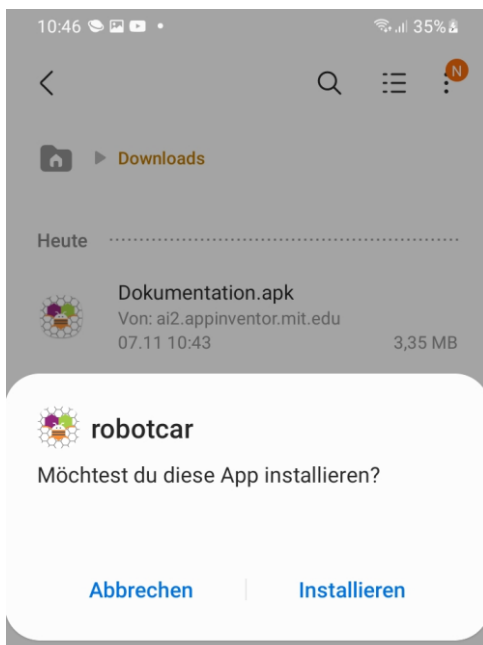 10:46
35%
N
Downloads
Heute
Dokumentation.apk
Von: ai2.appinventor.mit.edu
07.11 10:43 3,35 MB
robotcar
Möchtest du diese App installieren?
Abbrechen Installieren